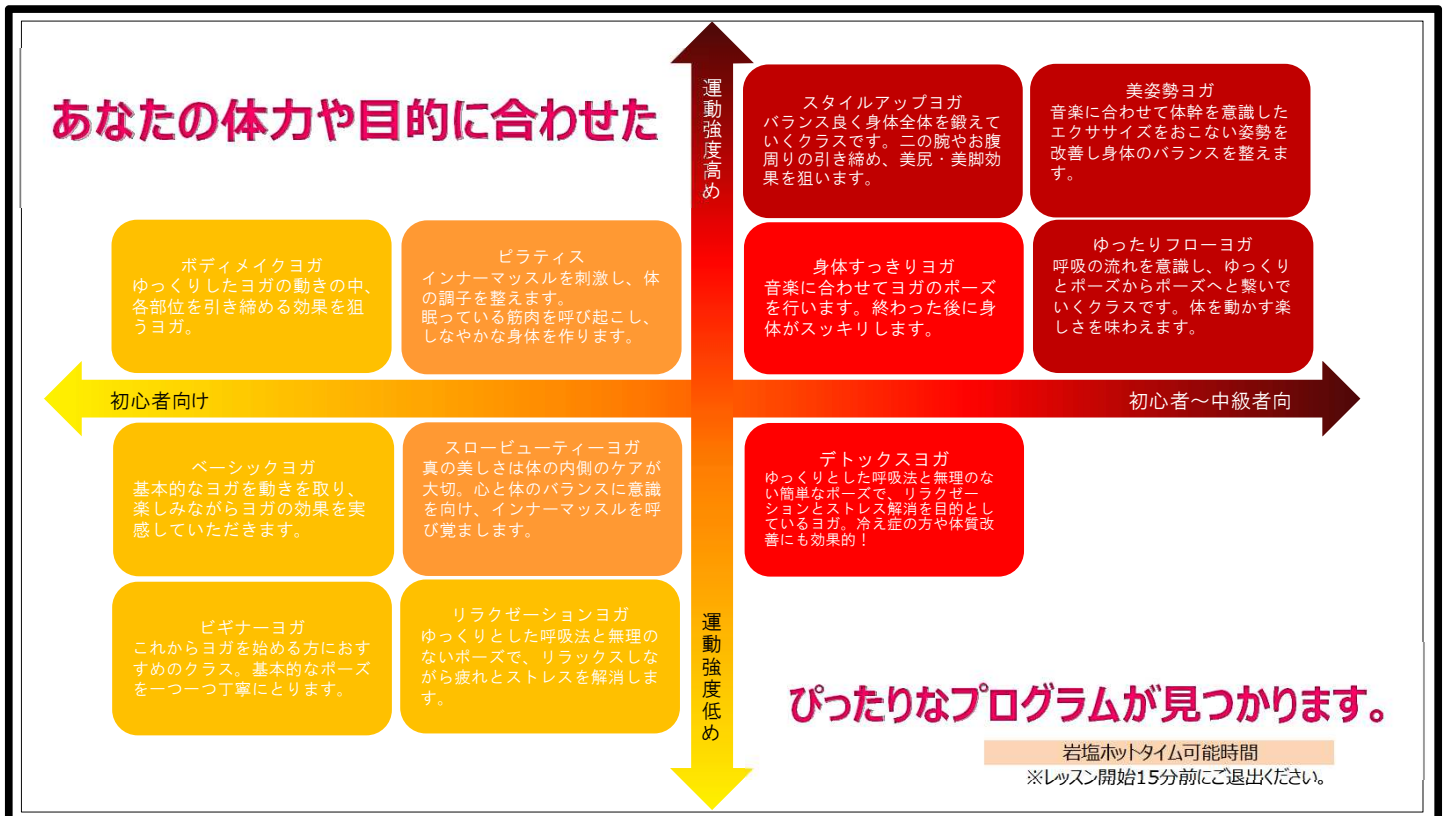 あなたの体力や目的に合わせた
運動強度高め
スタイルアップヨガ
バランス良く身体全体を鍛えて
いくクラスです。二の腕やお腹
周りの引き締め、美尻・美脚効
果を狙います。
美姿勢ヨガ
音楽に合わせて体幹を意識した
エクササイズをおこない姿勢を
改善し身体のバランスを整えま
す。
ボディメイクヨガ
ゆっくりしたヨガの動きの中、
各部位を引き締める効果を狙
うヨガ。
ピラティス
インナーマッスルを刺激し、体
の調子を整えます。
眠っている筋肉を呼び起こし、
しなやかな身体を作ります。
身体すっきりヨガ
音楽に合わせてヨガのポーズ
を行います。終わった後に身
体がスッキリします。
ゆったりフローヨガ
呼吸の流れを意識し、ゆっくり
とポーズからポーズへと繋いで
いくクラスです。体を動かす楽
しさを味わえます。
初心者向け
初心者～中級者向
ベーシックヨガ
基本的なヨガを動きを取り、
楽しみながらヨガの効果を実
感していただきます。
スロービューティーヨガ
真の美しさは体の内側のケアが
大切。心と体のバランスに意識
を向け、インナーマッスルを呼
び覚まします。
デトックスヨガ
ゆっくりとした呼吸法と無理のな
い簡単なポーズで、リラクゼー
ションとストレス解消を目的とし
ているヨガ。冷え症の方や体質改
善にも効果的！
ビギナーヨガ
これからヨガを始める方におす
すめのクラス。基本的なポーズ
を一つ一つ丁寧にとります。
リラクゼーションヨガ
ゆっくりとした呼吸法と無理の
ないポーズで、リラックスしな
がら疲れとストレスを解消しま
す。
運動強度低め
ぴったりなプログラムが見つかります。
岩塩ホットタイム可能時間
※レッスン開始15分前にご退出ください。